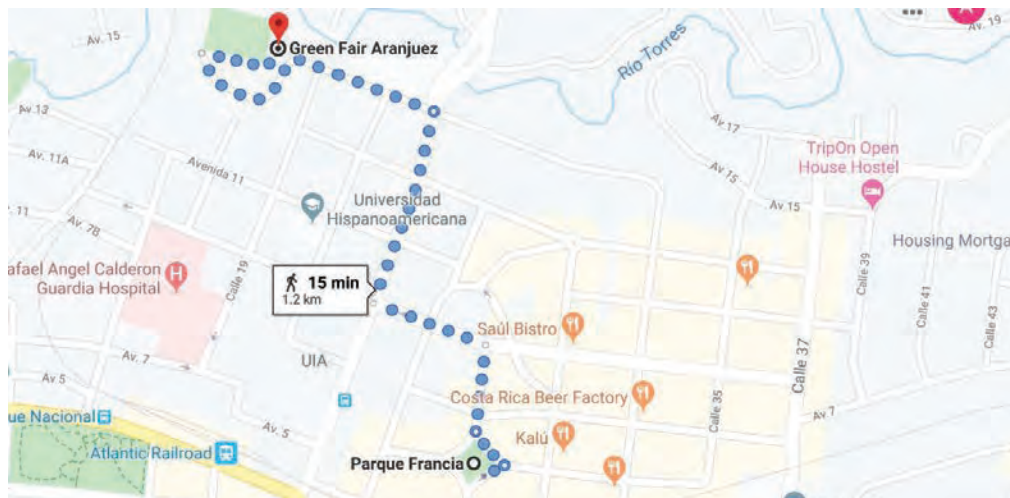 Av. 15
Green Fair Aranjuez
Av. 19
Río Torres
Av 13
Av. 17
TripOn Open
House Hostel
Av. 11A
Avenida 11
Av 15
Universidad
Hispanoamericana
Av 15
. 11
Av. 7B
Housing Mortga
afael Angel Calderon
Guardia Hospital
H
Calle 19
15 min
1.2 km
Calle 39
Calle 41
Calle 43
Saúl Bistro
UIA
Calle 37
Av. 7
Av 5
Costa Rica Beer Factory
Calle 35
Av 7
ue Nacional
Av. 5
Kalú
Atlantic Railroad
Parque Francia